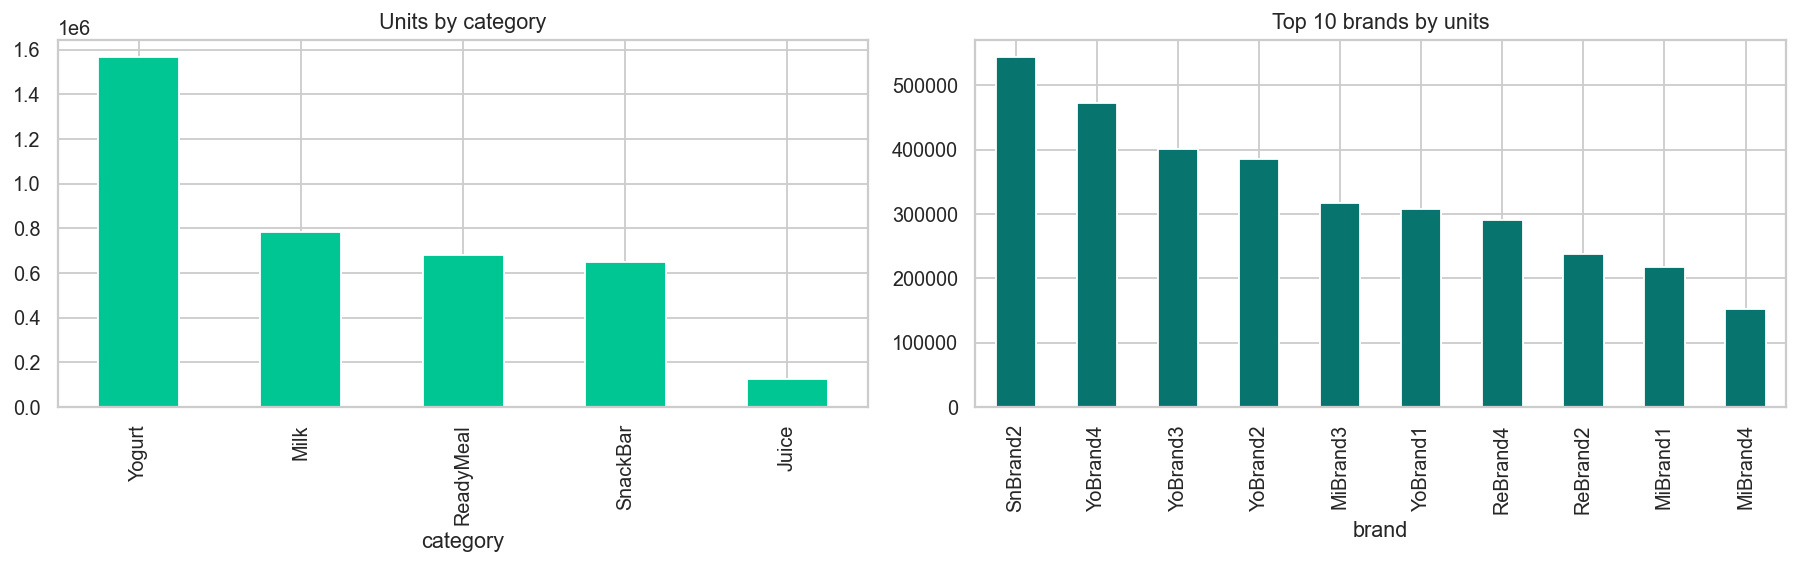 Units by category
1e6
1.6
1.4
1.2
1.0
0.8
0.6
0.4
0.2
0.0
Yogurt
Milk
ReadyMeal
SnackBar
Juice
category
Top 10 brands by units
500000
400000
300000
200000
100000
0
SnBrand2
YoBrand4
YoBrand3
YoBrand2
MiBrand3
YoBrand1
ReBrand4
ReBrand2
MiBrand1
MiBrand4
brand